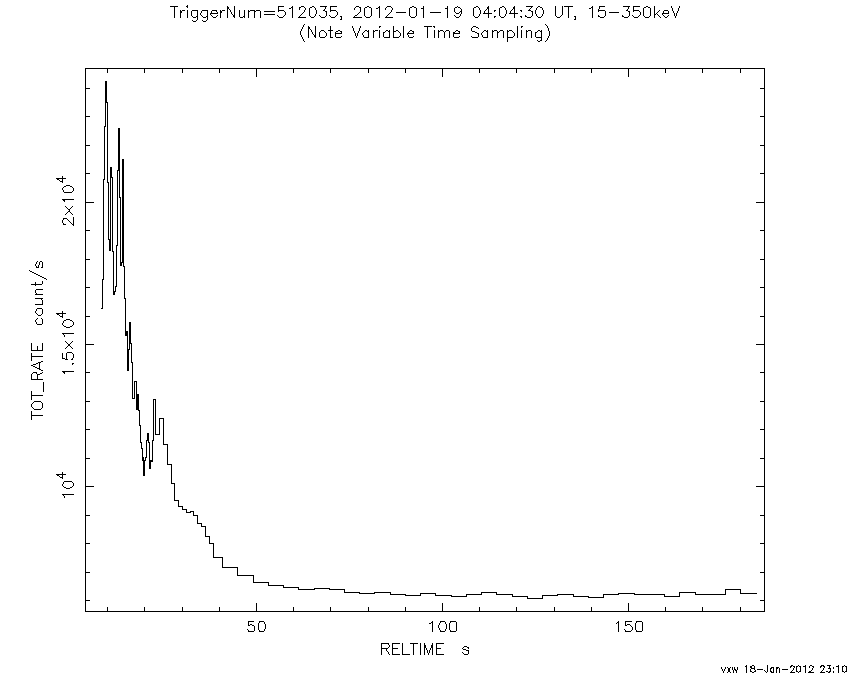 TriggerNum=512035, 2012-01-19 04:04:30 UT, 15-350keV
(Note Variable Time Sampling)
2×10⁴
1.5×10⁴
10⁴
TOT_RATE count/s
50 100 150
RELTIME s
vxw 18-Jan-2012 23:10